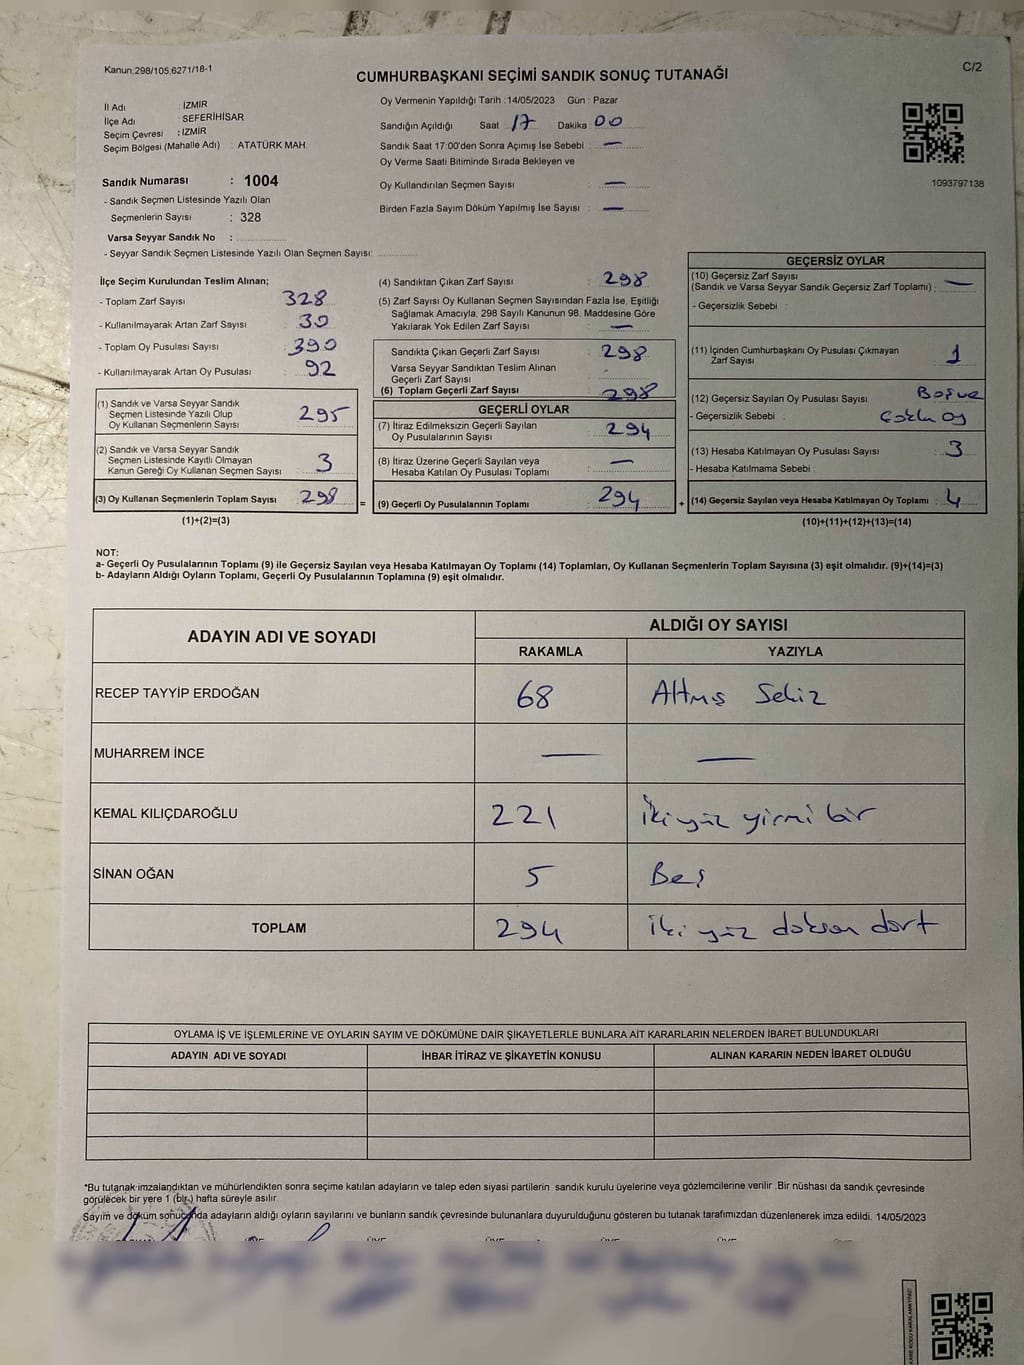 Kanun;298/105,6271/18-1
C/2
CUMHURBAŞKANI SEÇİMİ SANDIK SONUÇ TUTANAĞI
İl Adı : İZMİR
İlçe Adı : SEFERİHİSAR
Seçim Çevresi : İZMİR
Seçim Bölgesi (Mahalle Adı) : ATATÜRK MAH.
Sandık Numarası : 1004
- Sandık Seçmen Listesinde Yazılı Olan
Seçmenlerin Sayısı : 328
Varsa Seyyar Sandık No :
- Seyyar Sandık Seçmen Listesinde Yazılı Olan Seçmen Sayısı:
Oy Vermenin Yapıldığı Tarih : 14/05/2023 Gün : Pazar
Sandığın Açıldığı Saat 17 Dakika 00
Sandık Saat 17:00'den Sonra Açımış İse Sebebi : —
Oy Verme Saati Bitiminde Sırada Bekleyen ve
Oy Kullandırılan Seçmen Sayısı : —
Birden Fazla Sayım Döküm Yapılmış İse Sayısı : —
1093797138
İlçe Seçim Kurulundan Teslim Alınan;
- Toplam Zarf Sayısı : 328
- Kullanılmayarak Artan Zarf Sayısı : 30
- Toplam Oy Pusulası Sayısı : 390
- Kullanılmayarak Artan Oy Pusulası : 92
(1) Sandık ve Varsa Seyyar Sandık
Seçmen Listesinde Yazılı Olup
Oy Kullanan Seçmenlerin Sayısı : 295
(2) Sandık ve Varsa Seyyar Sandık
Seçmen Listesinde Kayıtlı Olmayan
Kanun Gereği Oy Kullanan Seçmen Sayısı : 3
(3) Oy Kullanan Seçmenlerin Toplam Sayısı : 298
(1)+(2)=(3)
=
(4) Sandıktan Çıkan Zarf Sayısı : 298
(5) Zarf Sayısı Oy Kullanan Seçmen Sayısından Fazla İse, Eşitliği
Sağlamak Amacıyla, 298 Sayılı Kanunun 98. Maddesine Göre
Yakılarak Yok Edilen Zarf Sayısı : —
Sandıkta Çıkan Geçerli Zarf Sayısı : 298
Varsa Seyyar Sandıktan Teslim Alınan
Geçerli Zarf Sayısı :
(6) Toplam Geçerli Zarf Sayısı : 298
GEÇERLİ OYLAR
(7) İtiraz Edilmeksizin Geçerli Sayılan
Oy Pusulalarının Sayısı : 294
(8) İtiraz Üzerine Geçerli Sayılan veya
Hesaba Katılan Oy Pusulası Toplamı : —
(9) Geçerli Oy Pusulalarının Toplamı : 294
+
GEÇERSİZ OYLAR
(10) Geçersiz Zarf Sayısı
(Sandık ve Varsa Seyyar Sandık Geçersiz Zarf Toplamı) : —
- Geçersizlik Sebebi :
(11) İçinden Cumhurbaşkanı Oy Pusulası Çıkmayan
Zarf Sayısı : 1
(12) Geçersiz Sayılan Oy Pusulası Sayısı : Boş ve
- Geçersizlik Sebebi : Çoklu oy
(13) Hesaba Katılmayan Oy Pusulası Sayısı : 3
- Hesaba Katılmama Sebebi :
(14) Geçersiz Sayılan veya Hesaba Katılmayan Oy Toplamı : 4
(10)+(11)+(12)+(13)=(14)
NOT:
a- Geçerli Oy Pusulalarının Toplamı (9) ile Geçersiz Sayılan veya Hesaba Katılmayan Oy Toplamı (14) Toplamları, Oy Kullanan Seçmenlerin Toplam Sayısına (3) eşit olmalıdır. (9)+(14)=(3)
b- Adayların Aldığı Oyların Toplamı, Geçerli Oy Pusulalarının Toplamına (9) eşit olmalıdır.
ADAYIN ADI VE SOYADI
ALDIĞI OY SAYISI
RAKAMLA YAZIYLA
RECEP TAYYİP ERDOĞAN 68 Altmış Sekiz
MUHARREM İNCE — —
KEMAL KILIÇDAROĞLU 221 İkiyüz yirmi bir
SİNAN OĞAN 5 Beş
TOPLAM 294 iki yüz doksan dört
OYLAMA İŞ VE İŞLEMLERİNE VE OYLARIN SAYIM VE DÖKÜMÜNE DAİR ŞİKAYETLERLE BUNLARA AİT KARARLARIN NELERDEN İBARET BULUNDUKLARI
ADAYIN ADI VE SOYADI İHBAR İTİRAZ VE ŞİKAYETİN KONUSU ALINAN KARARIN NEDEN İBARET OLDUĞU
*Bu tutanak imzalandıktan ve mühürlendikten sonra seçime katılan adayların ve talep eden siyasi partilerin sandık kurulu üyelerine veya gözlemcilerine verilir .Bir nüshası da sandık çevresinde
görülecek bir yere 1 (bir.) hafta süreyle asılır.
Sayım ve döküm sonucunda adayların aldığı oyların sayılarını ve bunların sandık çevresinde bulunanlara duyurulduğunu gösteren bu tutanak tarafımızdan düzenlenerek imza edildi. 14/05/2023